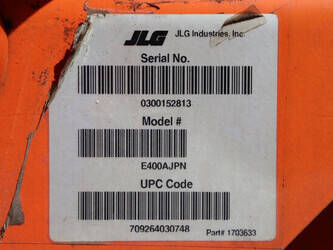 JLG JLG Industries, Inc.
Serial No.
0300152813
Model #
E400AJPN
UPC Code
709264030748
Part# 1703633